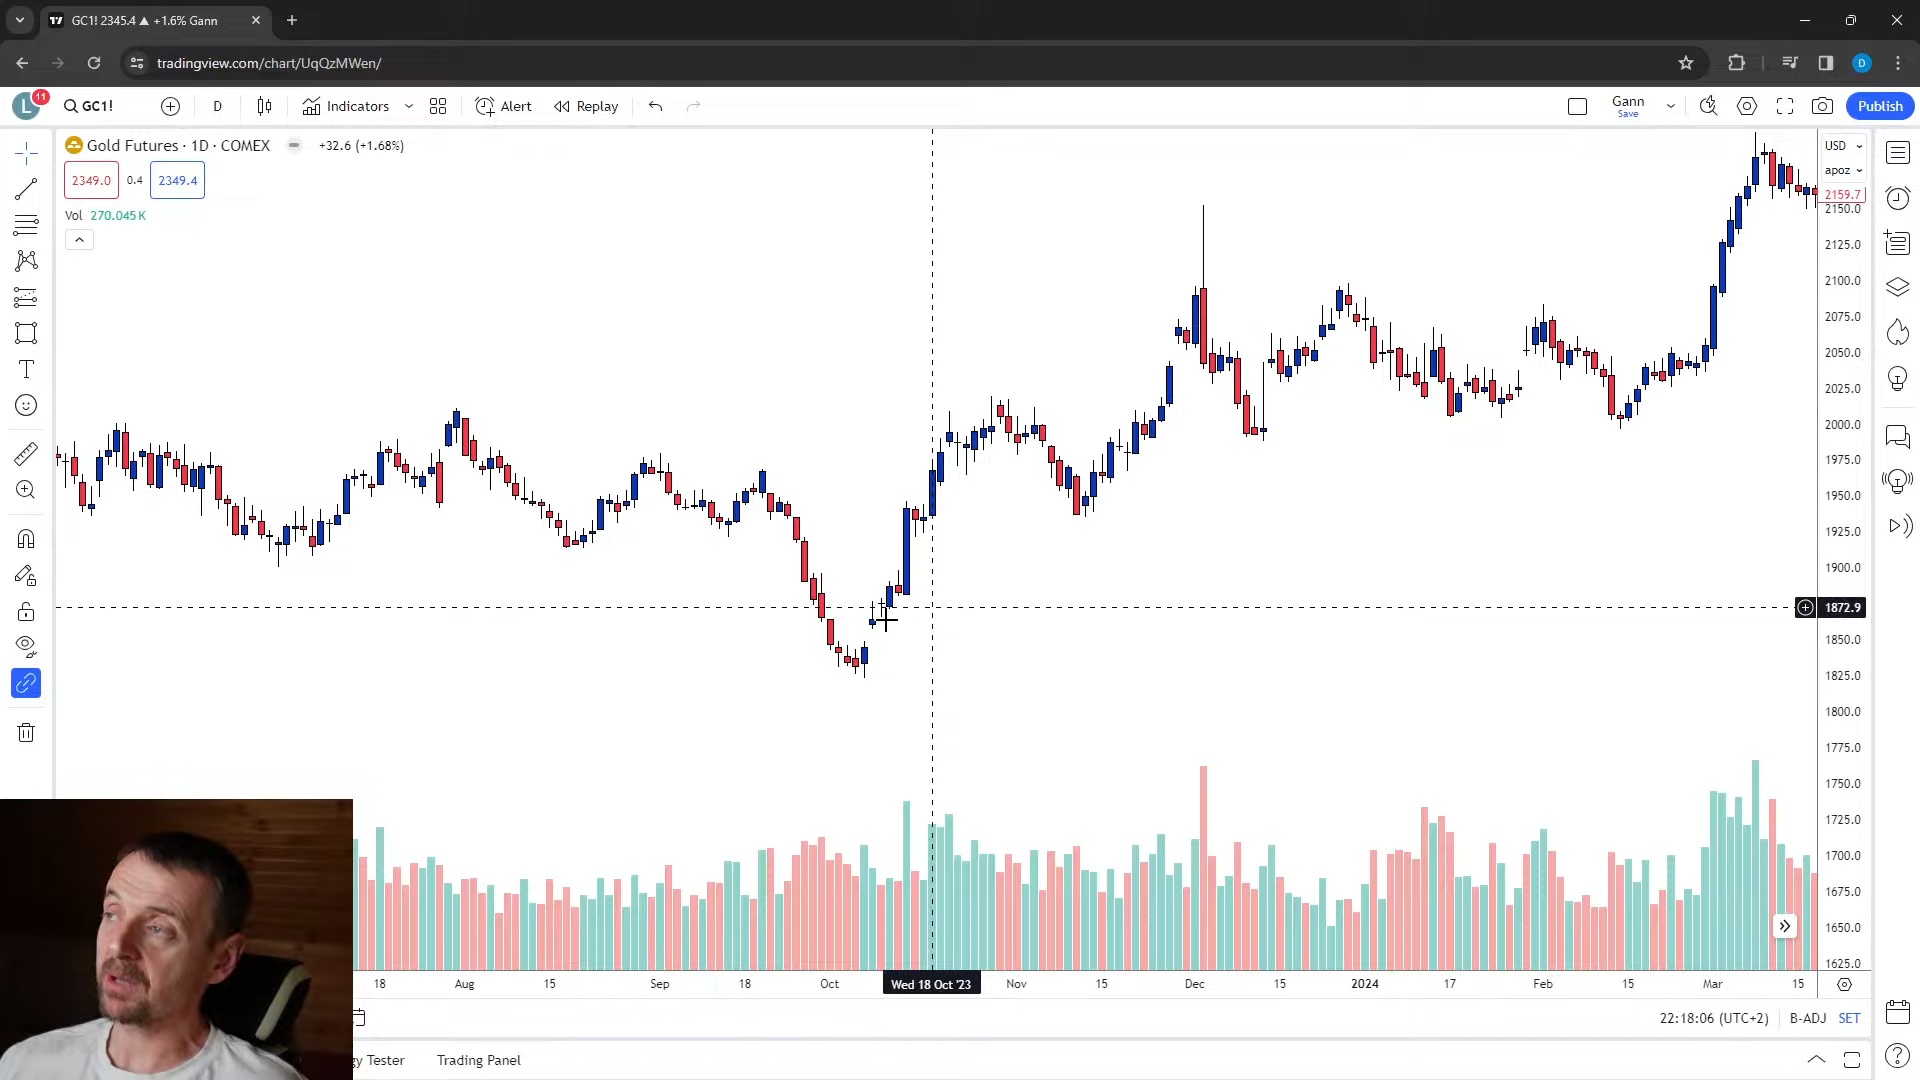 GC1! 2345.4 ▲ +1.6% Gann
tradingview.com/chart/UqQzMWen/
L 11 GC1! D Indicators Alert Replay Gann Save Publish
Gold Futures · 1D · COMEX +32.6 (+1.68%)
2349.0 0.4 2349.4
Vol 270.045K
USD
apoz
2159.7
2150.0
2125.0
2100.0
2075.0
2050.0
2025.0
2000.0
1975.0
1950.0
1925.0
1900.0
1872.9
1850.0
1825.0
1800.0
1775.0
1750.0
1725.0
1700.0
1675.0
1650.0
1625.0
18 Aug 15 Sep 18 Oct Wed 18 Oct '23 Nov 15 Dec 15 2024 17 Feb 15 Mar 15
22:18:06 (UTC+2) B-ADJ SET
gy Tester Trading Panel